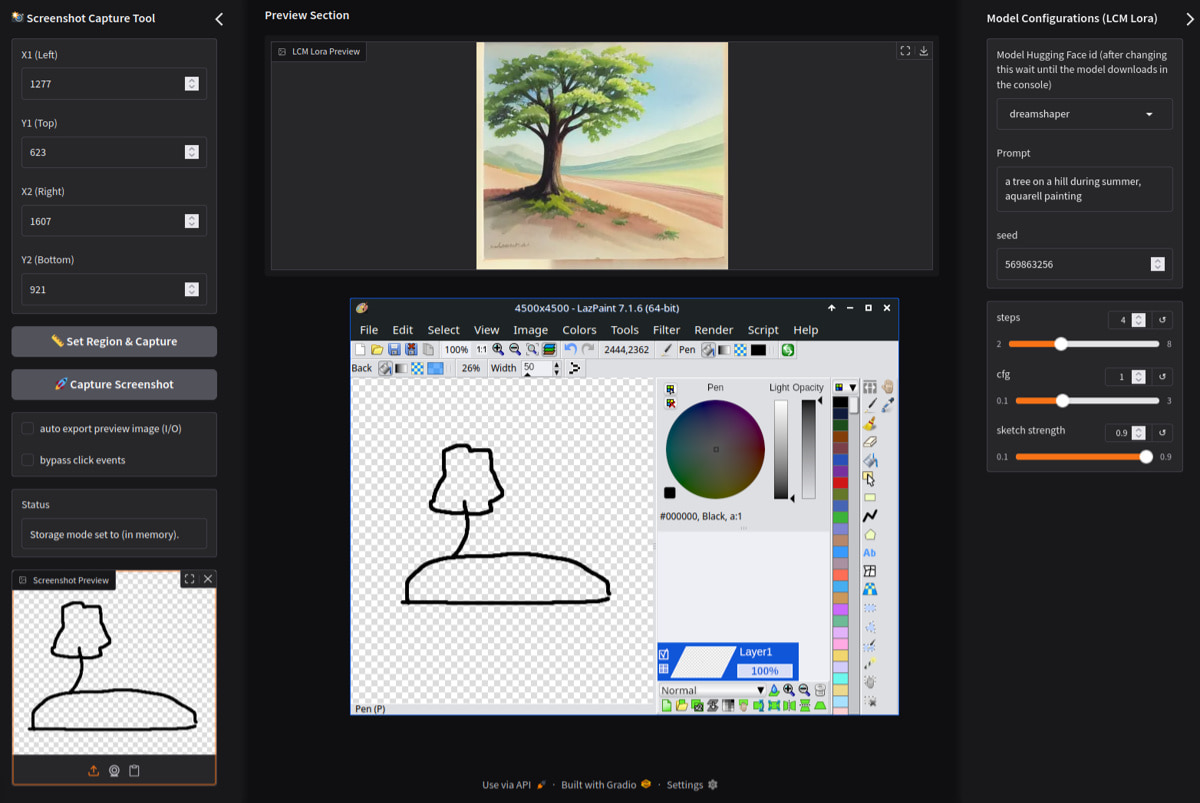 Screenshot Capture Tool
X1 (Left)
1277
Y1 (Top)
623
X2 (Right)
1607
Y2 (Bottom)
921
Set Region & Capture
Capture Screenshot
auto export preview image (I/O)
bypass click events
Status
Storage mode set to (in memory).
Screenshot Preview
Preview Section
LCM Lora Preview
4500x4500 - LazPaint 7.1.6 (64-bit)
File Edit Select View Image Colors Tools Filter Render Script Help
100% 1:1 2444,2362 Pen
Back 26% Width 50
Pen Light Opacity
#000000, Black, a:1
Ab
Layer1
100%
Normal
Pen (P)
Use via API · Built with Gradio · Settings
Model Configurations (LCM Lora)
Model Hugging Face id (after changing
this wait until the model downloads in
the console)
dreamshaper
Prompt
a tree on a hill during summer,
aquarell painting
seed
569863256
steps 4
2 8
cfg 1
0.1 3
sketch strength 0.9
0.1 0.9